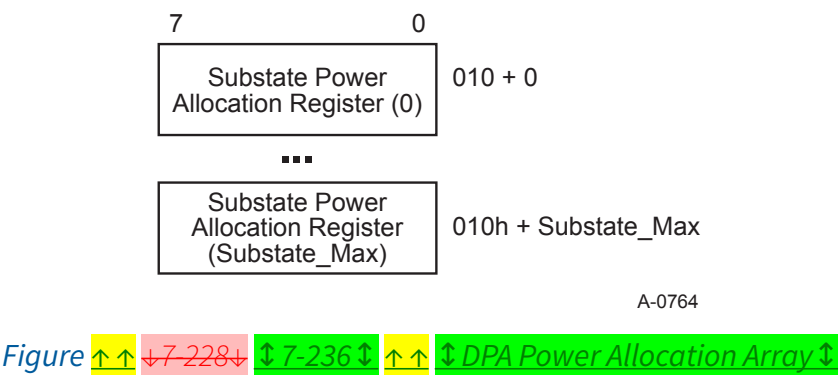 7 0
Substate Power
Allocation Register (0)
010 + 0
...
Substate Power
Allocation Register
(Substate_Max)
010h + Substate_Max
A-0764
Figure ↑↑ ↓7-228↓ ↕7-236↕ ↑↑ ↕DPA Power Allocation Array↕